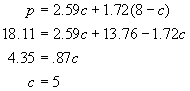 p = 2.59c + 1.72(8 − c)
18.11 = 2.59c + 13.76 − 1.72c
4.35 = .87c
c = 5